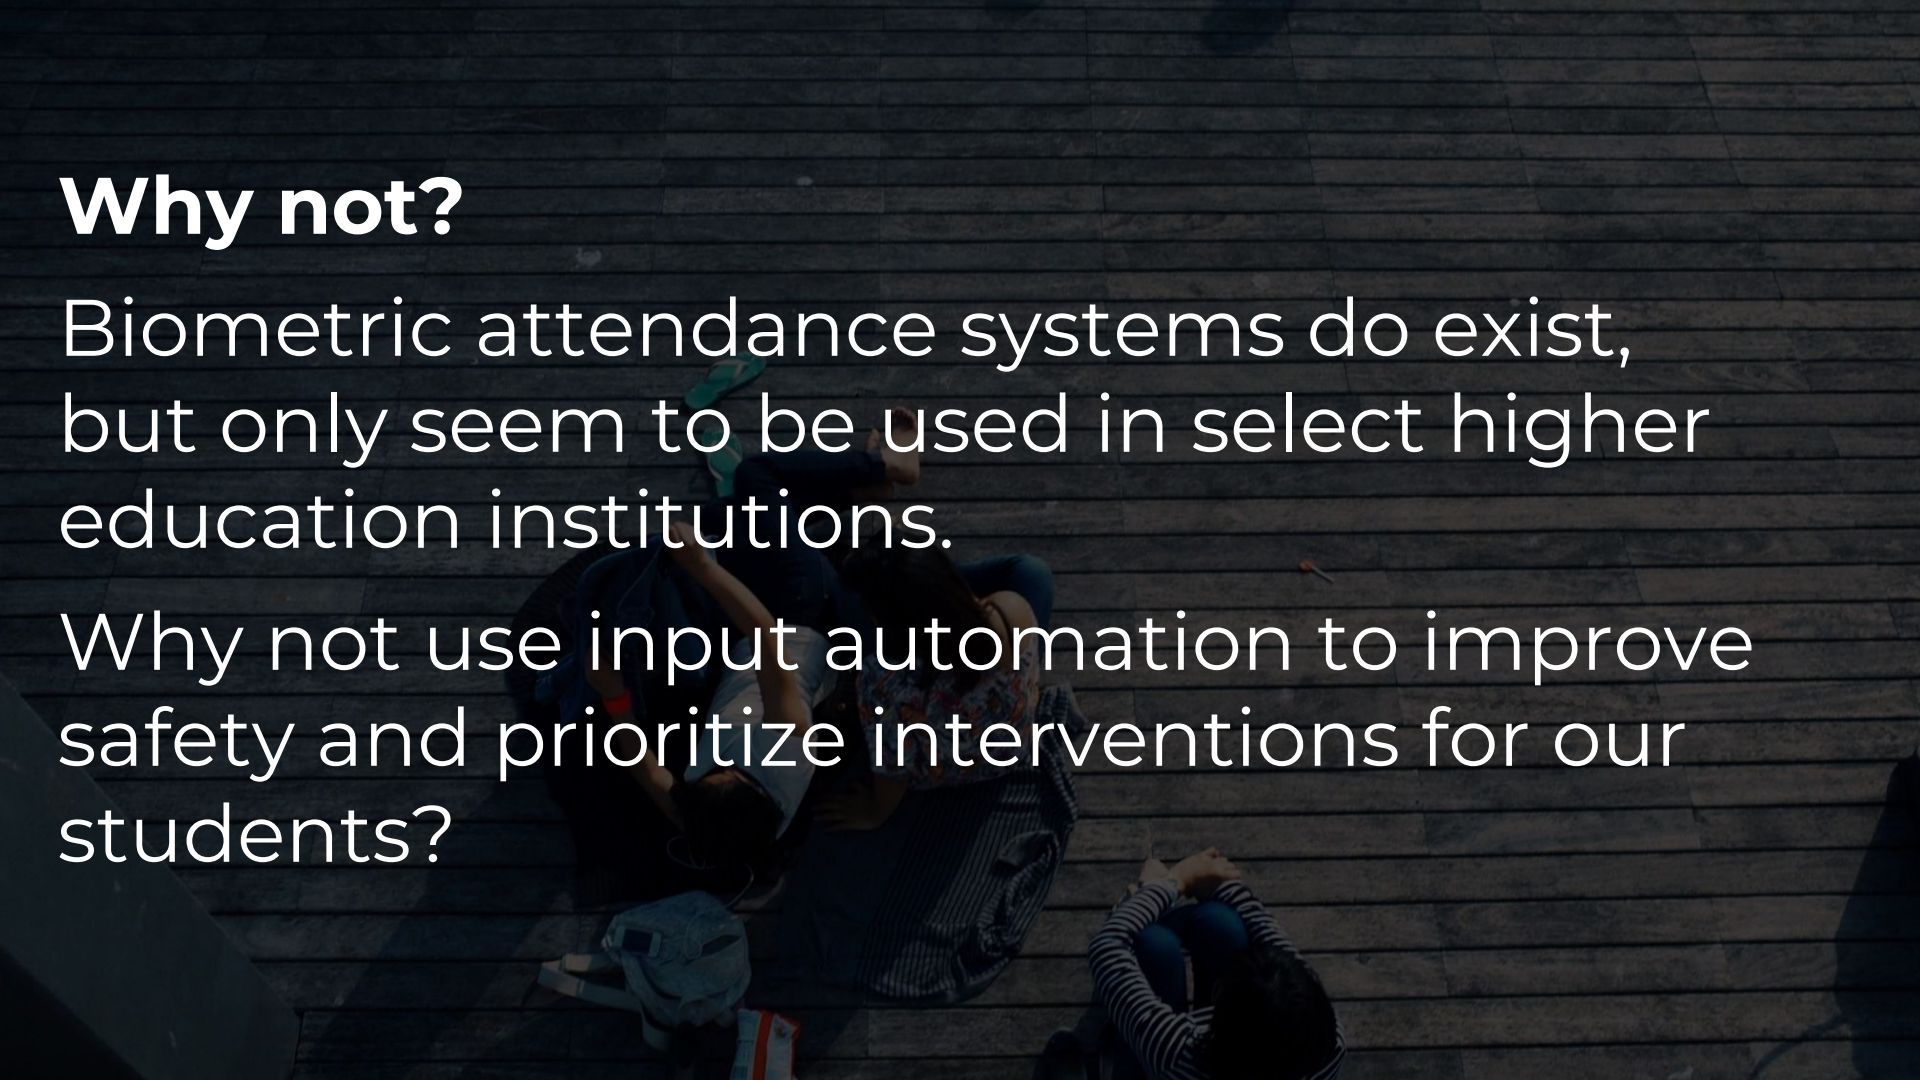 Why not?
Biometric attendance systems do exist,
but only seem to be used in select higher
education institutions.
Why not use input automation to improve
safety and prioritize interventions for our
students?